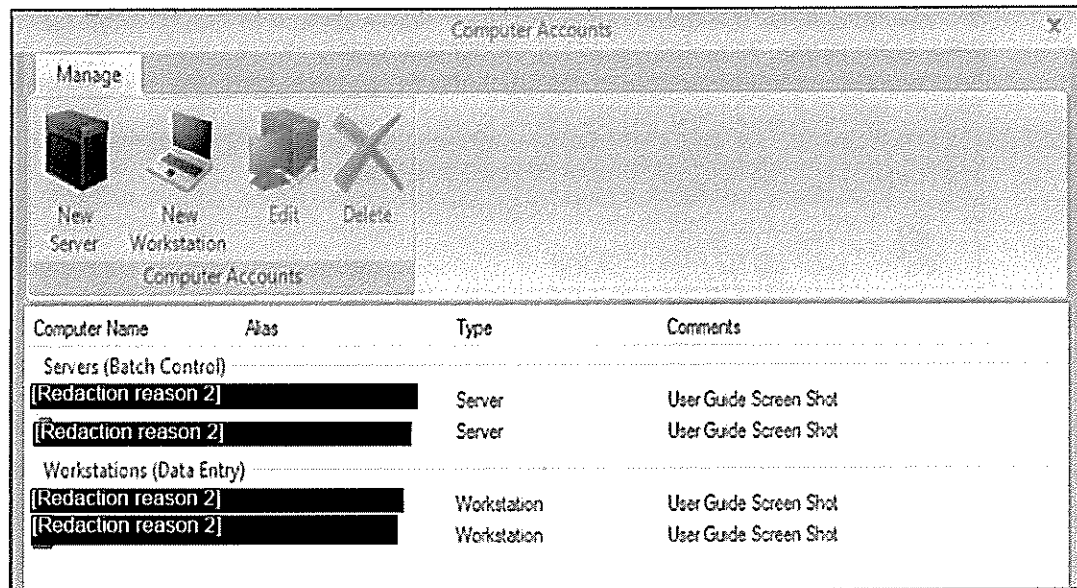 Computer Accounts X
Manage
New Server New Workstation Edit Delete
Computer Accounts
Computer Name Alias Type Comments
Servers (Batch Control)
[Redaction reason 2] Server User Guide Screen Shot
[Redaction reason 2] Server User Guide Screen Shot
Workstations (Data Entry)
[Redaction reason 2] Workstation User Guide Screen Shot
[Redaction reason 2] Workstation User Guide Screen Shot